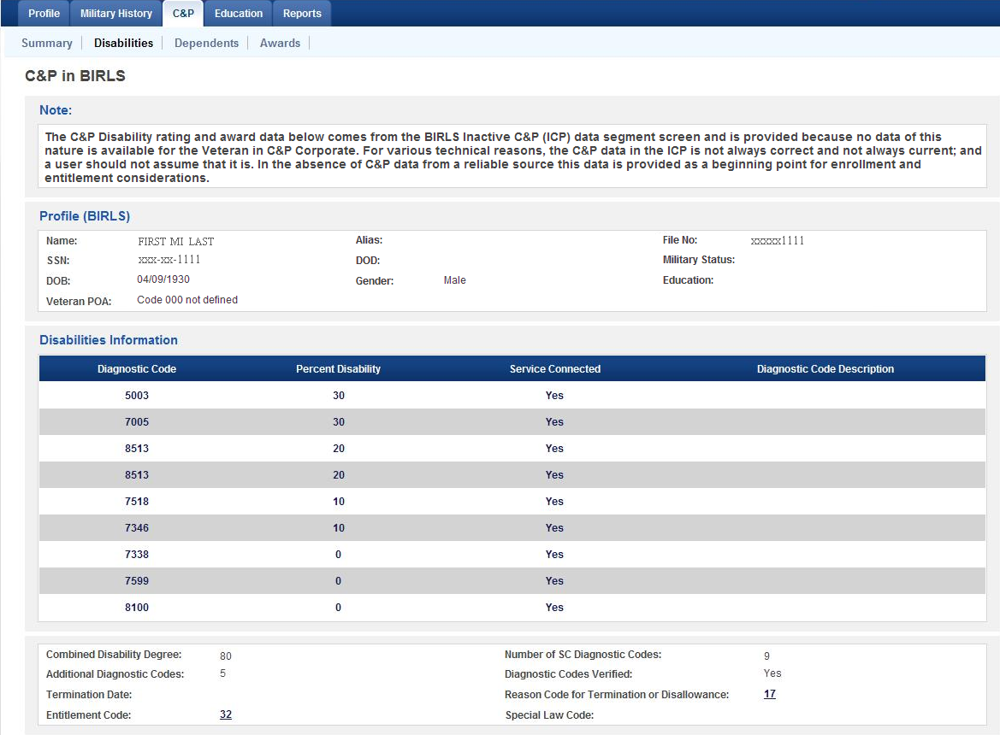 Profile Military History C&P Education Reports
Summary Disabilities Dependents Awards
C&P in BIRLS
Note:
The C&P Disability rating and award data below comes from the BIRLS Inactive C&P (ICP) data segment screen and is provided because no data of this
nature is available for the Veteran in C&P Corporate. For various technical reasons, the C&P data in the ICP is not always correct and not always current; and
a user should not assume that it is. In the absence of C&P data from a reliable source this data is provided as a beginning point for enrollment and
entitlement considerations.
Profile (BIRLS)
Name: FIRST MI LAST Alias: File No: xxxxx1111
SSN: xxx-xx-1111 DOD: Military Status:
DOB: 04/09/1930 Gender: Male Education:
Veteran POA: Code 000 not defined
Disabilities Information
Diagnostic Code Percent Disability Service Connected Diagnostic Code Description
5003 30 Yes
7005 30 Yes
8513 20 Yes
8513 20 Yes
7518 10 Yes
7346 10 Yes
7338 0 Yes
7599 0 Yes
8100 0 Yes
Combined Disability Degree: 80 Number of SC Diagnostic Codes: 9
Additional Diagnostic Codes: 5 Diagnostic Codes Verified: Yes
Termination Date: Reason Code for Termination or Disallowance: 17
Entitlement Code: 32 Special Law Code: